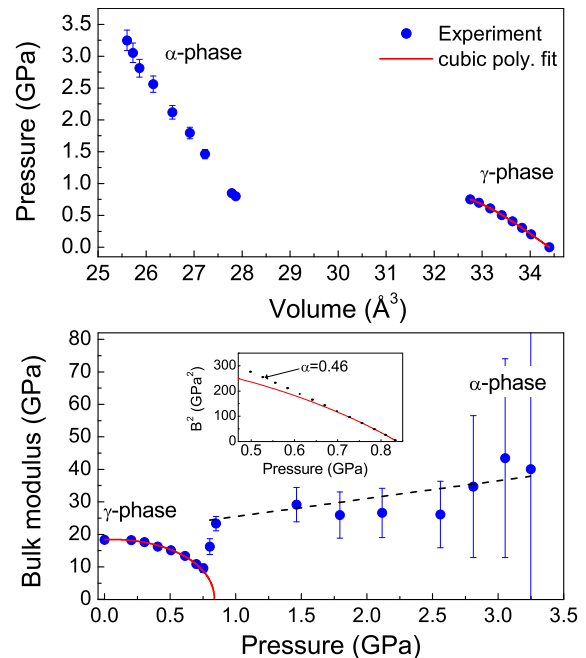 3.5
3.0
2.5
2.0
1.5
1.0
0.5
0.0
Pressure (GPa)
α-phase
Experiment
cubic poly. fit
γ-phase
25 26 27 28 29 30 31 32 33 34 35
Volume (Å³)
80
70
60
50
40
30
20
10
0
Bulk modulus (GPa)
300
200
100
0
B² (GPa²)
α=0.46
0.5 0.6 0.7 0.8
Pressure (GPa)
α-phase
γ-phase
0.0 0.5 1.0 1.5 2.0 2.5 3.0 3.5
Pressure (GPa)